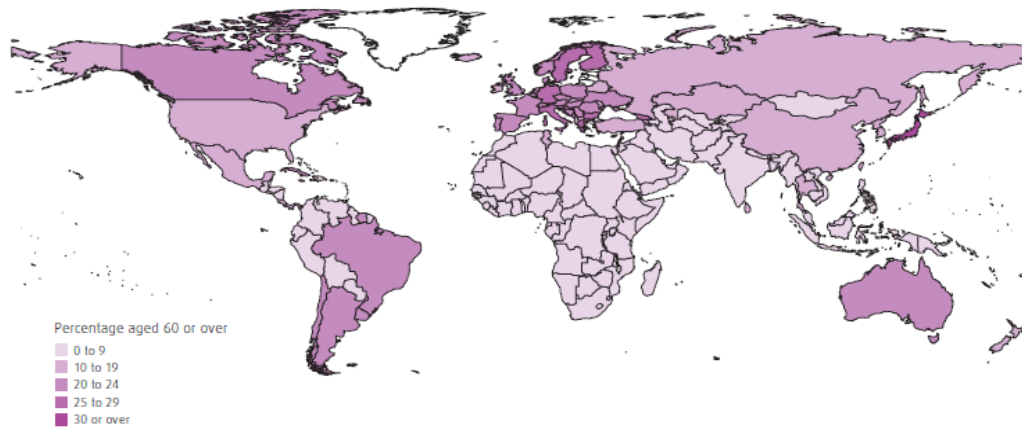 Percentage aged 60 or over
0 to 9
10 to 19
20 to 24
25 to 29
30 or over